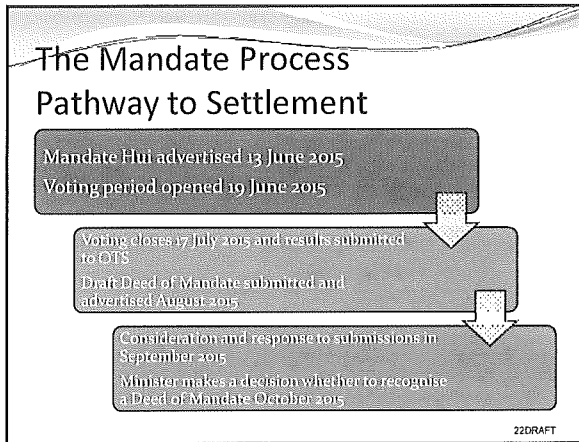 The Mandate Process
Pathway to Settlement
Mandate Hui advertised 13 June 2015
Voting period opened 19 June 2015
Voting closes 17 July 2015 and results submitted
to OTS
Draft Deed of Mandate submitted and
advertised August 2015
Consideration and response to submissions in
September 2015
Minister makes a decision whether to recognise
a Deed of Mandate October 2015
22DRAFT